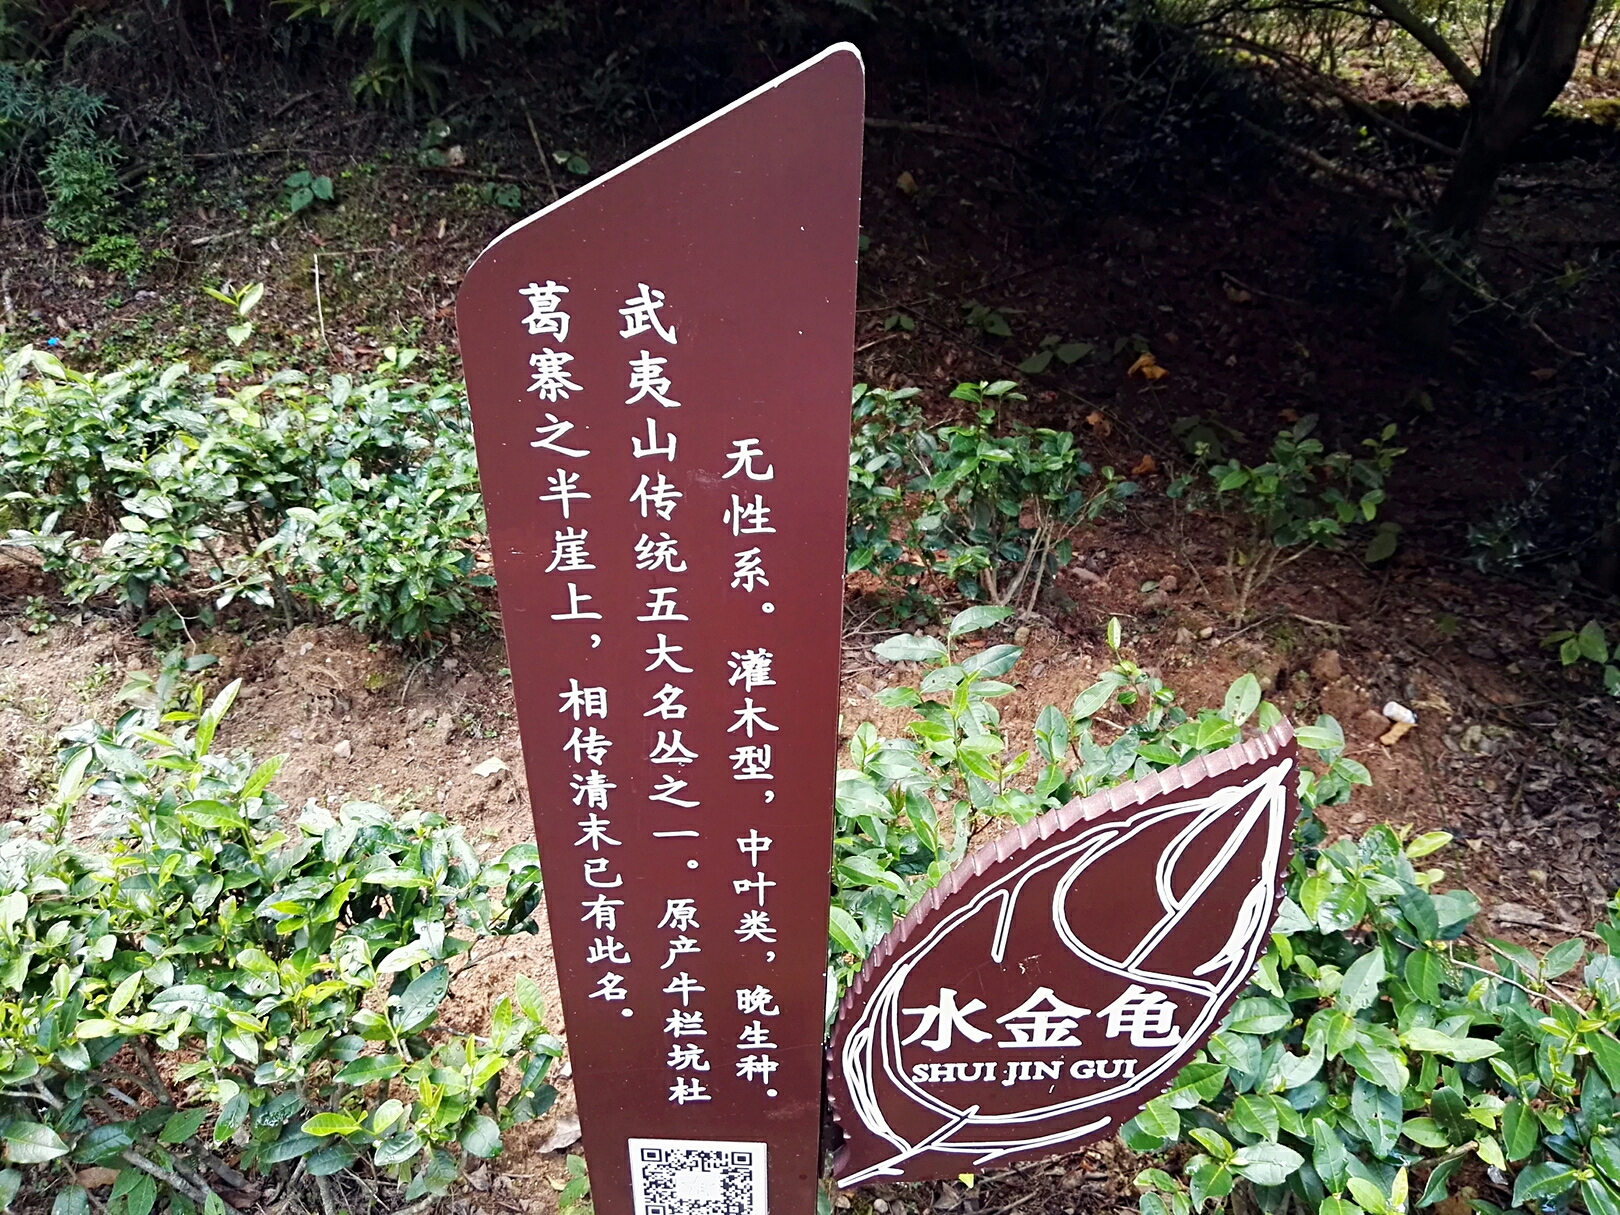 无性系。灌木型，中叶类，晚生种。
武夷山传统五大名丛之一。原产牛栏坑杜
葛寨之半崖上，相传清末已有此名。
水金龟
SHUI JIN GUI